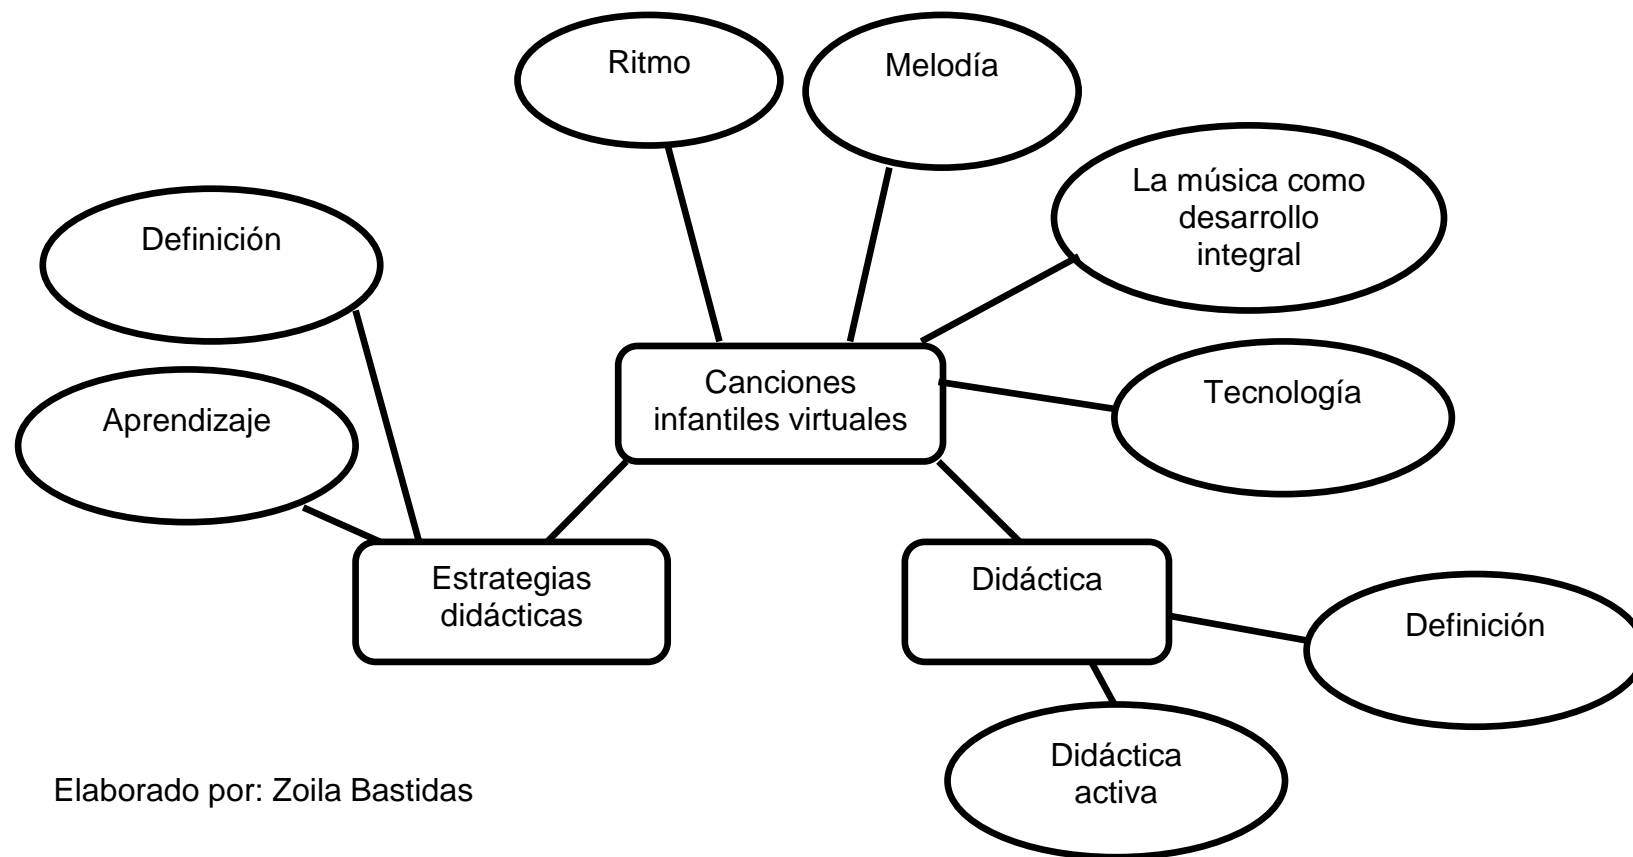 Ritmo
Melodía
La música como
desarrollo
integral
Definición
Canciones
infantiles virtuales
Tecnología
Aprendizaje
Estrategias
didácticas
Didáctica
Definición
Didáctica
activa
Elaborado por: Zoila Bastidas